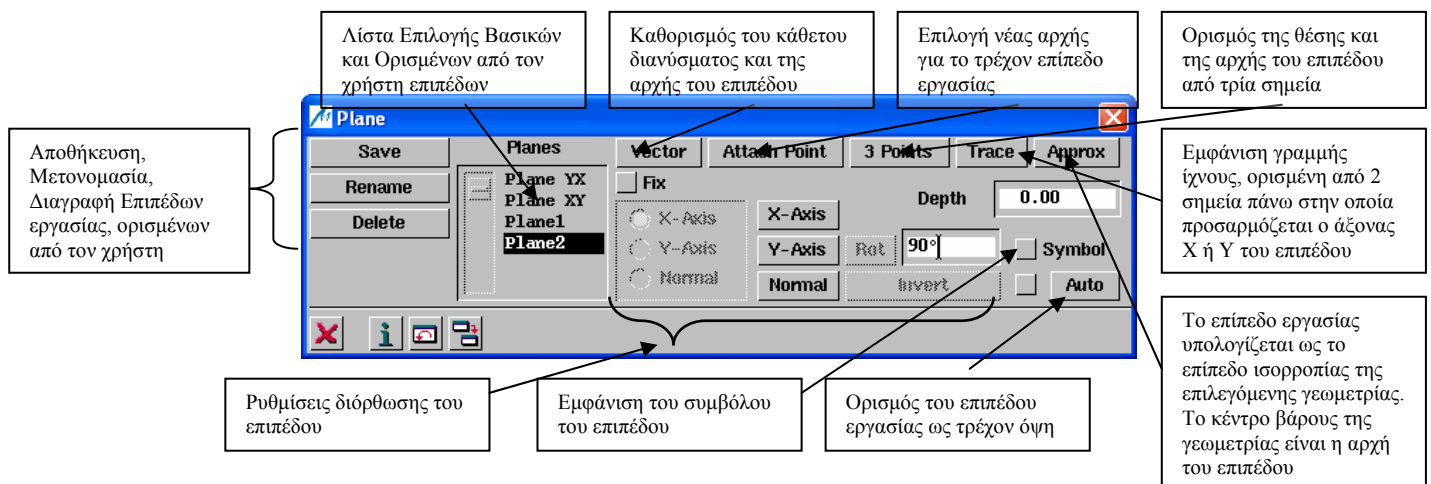 Λίστα Επιλογής Βασικών
και Ορισμένων από τον
χρήστη επιπέδων
Καθορισμός του κάθετου
διανύσματος και της
αρχής του επιπέδου
Επιλογή νέας αρχής
για το τρέχον επίπεδο
εργασίας
Ορισμός της θέσης και
της αρχής του επιπέδου
από τρία σημεία
Αποθήκευση,
Μετονομασία,
Διαγραφή Επιπέδων
εργασίας, ορισμένων
από τον χρήστη
Plane
Save
Rename
Delete
Planes
Plane YX
Plane XY
Plane1
Plane2
Vector
Attach Point
3 Points
Trace
Approx
Fix
Depth
0.00
X-Axis
Y-Axis
Normal
X-Axis
Y-Axis
Normal
Rot
90°
Symbol
Invert
Auto
Εμφάνιση γραμμής
ίχνους, ορισμένη από 2
σημεία πάνω στην οποία
προσαρμόζεται ο άξονας
Χ ή Υ του επιπέδου
Το επίπεδο εργασίας
υπολογίζεται ως το
επίπεδο ισορροπίας της
επιλεγόμενης γεωμετρίας.
Το κέντρο βάρους της
γεωμετρίας είναι η αρχή
του επιπέδου
Ρυθμίσεις διόρθωσης του
επιπέδου
Εμφάνιση του συμβόλου
του επιπέδου
Ορισμός του επιπέδου
εργασίας ως τρέχον όψη